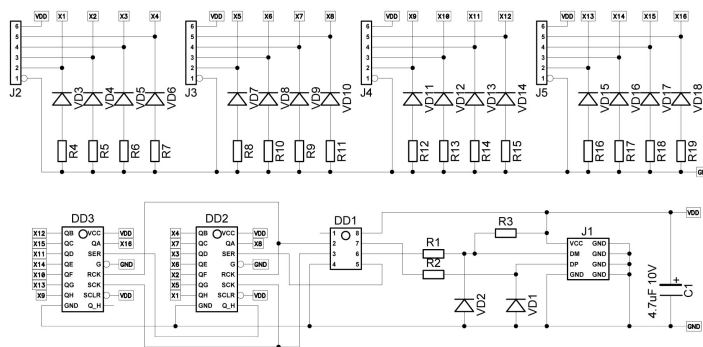 VDD X1 X2 X3 X4 VDD X5 X6 X7 X8 VDD X9 X10 X11 X12 VDD X13 X14 X15 X16
6 5 4 3 2 1 J2 VD3 VD4 VD5 VD6 R4 R5 R6 R7
6 5 4 3 2 1 J3 VD7 VD8 VD9 VD10 R8 R10 R9 R11
6 5 4 3 2 1 J4 VD11 VD12 VD13 VD14 R12 R13 R14 R15
6 5 4 3 2 1 J5 VD15 VD16 VD17 VD18 R16 R17 R18 R19
DD3
X12 QB VCC VDD
X15 QC QA X16
X11 QD SER
X14 QE G GND
X10 QF RCK
X13 QG SCK
X9 QH SCLR VDD
GND Q_H
DD2
X4 QB VCC VDD
X7 QC QA X8
X3 QD SER
X6 QE G GND
X2 QF RCK
X5 QG SCK
X1 QH SCLR VDD
GND Q_H
DD1
1 8
2 7
3 6
4 5
R1
R2
R3
VD2
VD1
J1
VCC GND
DM GND
DP GND
GND GND
4.7uF 10V
+
C1
VDD
GND